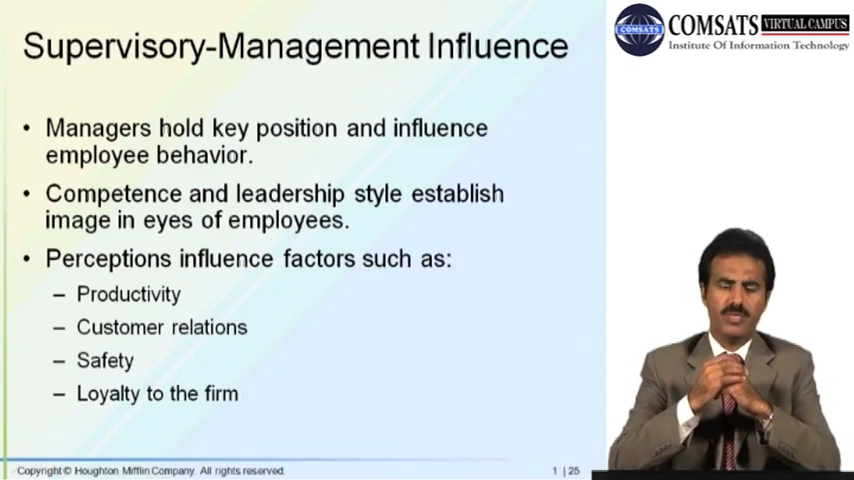 Supervisory-Management Influence
COMSATS VIRTUAL CAMPUS
Institute Of Information Technology
COMSATS
• Managers hold key position and influence
employee behavior.
• Competence and leadership style establish
image in eyes of employees.
• Perceptions influence factors such as:
– Productivity
– Customer relations
– Safety
– Loyalty to the firm
Copyright © Houghton Mifflin Company. All rights reserved.
1 | 25